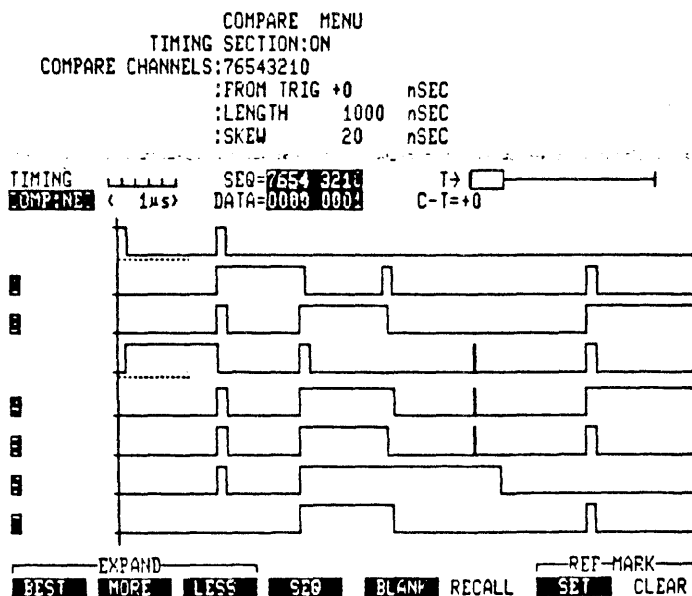 COMPARE MENU
TIMING SECTION:ON
COMPARE CHANNELS:76543210
:FROM TRIG +0 nSEC
:LENGTH 1000 nSEC
:SKEW 20 nSEC
TIMING SEQ=7654 3210 T→
COMP:NE < 1µs> DATA=0000 0001 C-T=+0
EXPAND REF-MARK
BEST MORE LESS SEQ BLANK RECALL SET CLEAR